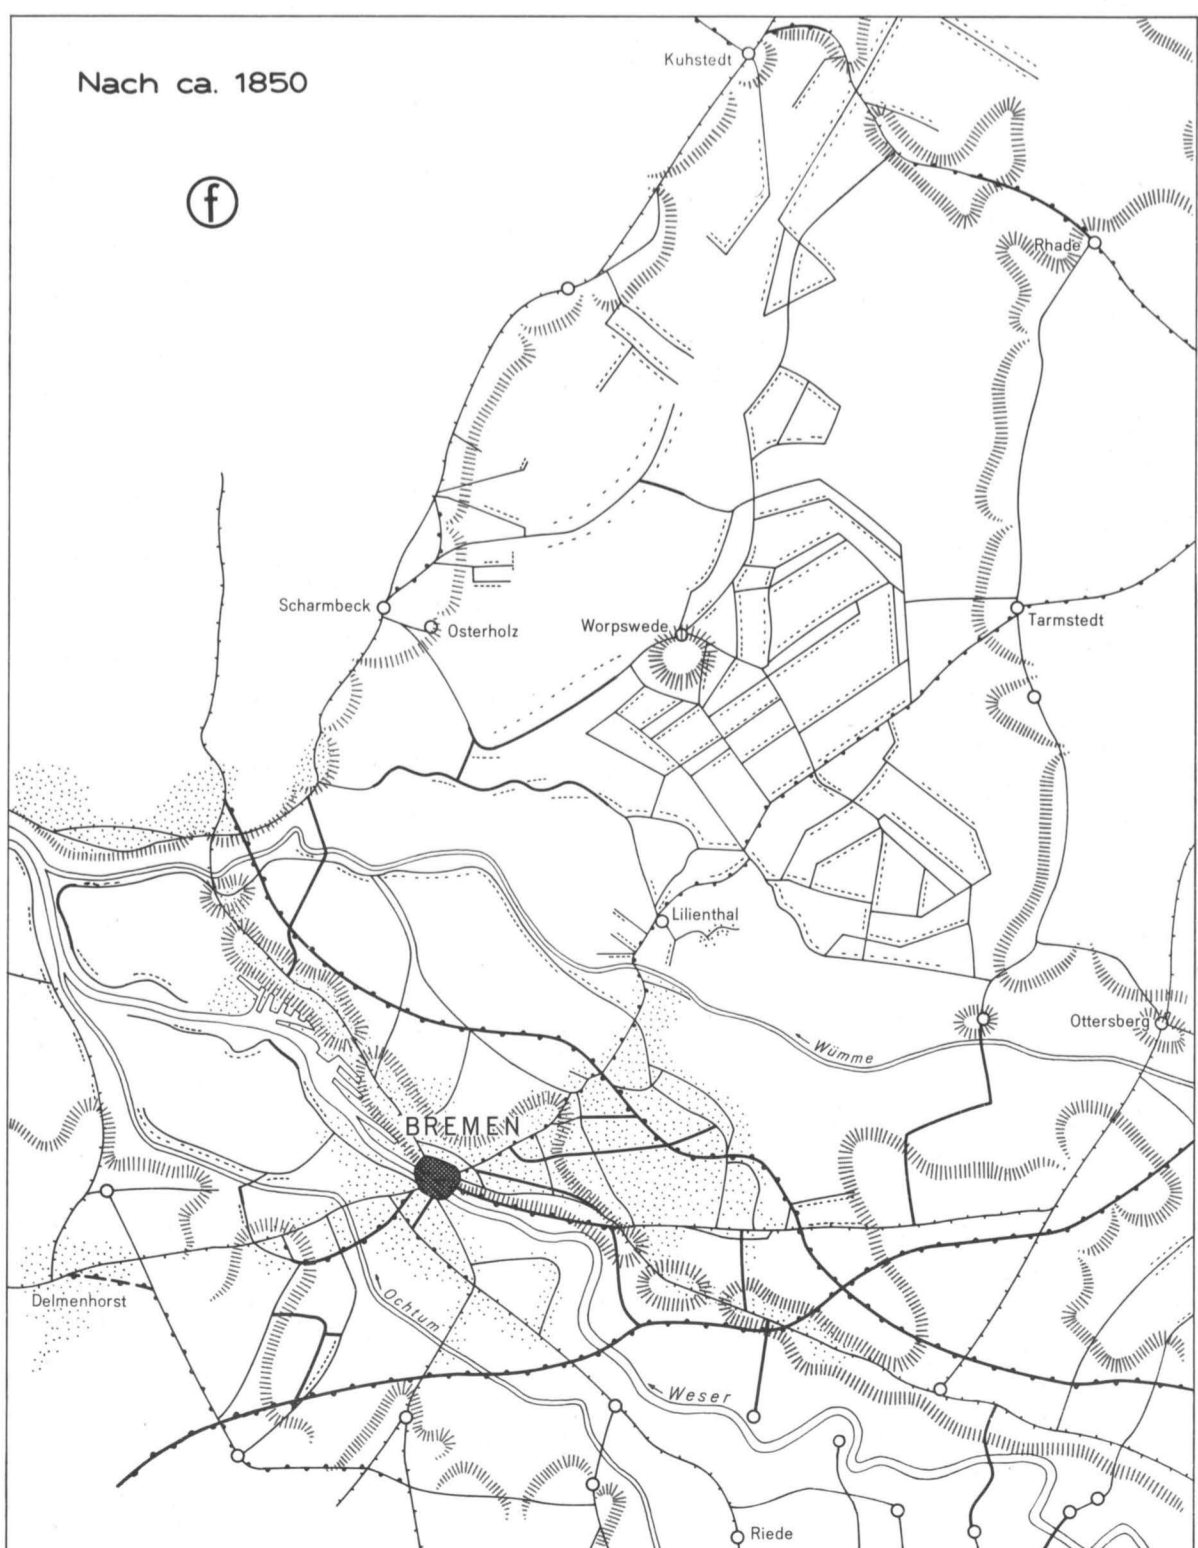 Kuhstedt
Nach ca. 1850
f
Rhade
Scharmbeck
Osterholz
Worpswede
Tarmstedt
Lilienthal
Ottersberg
Wümme
BREMEN
Delmenhorst
Ochtum
Weser
Riede